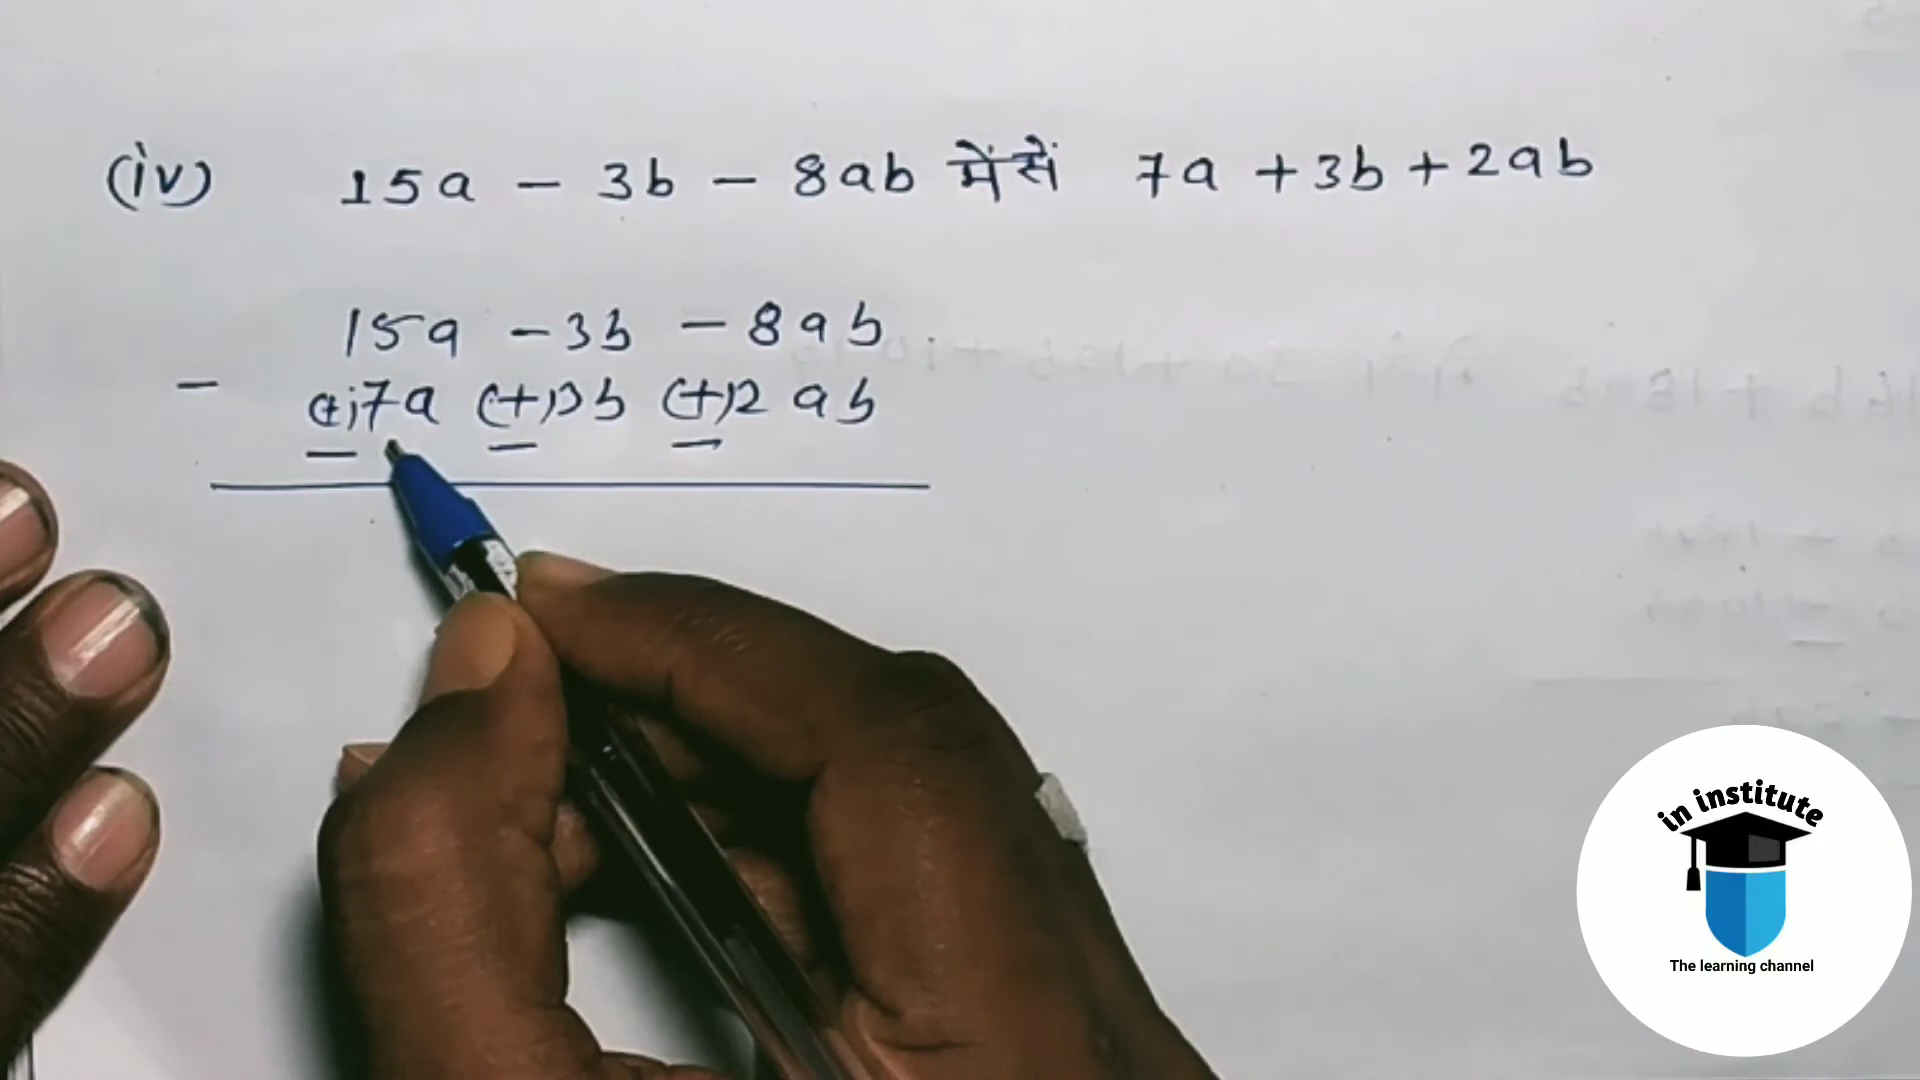 (iv) 15a - 3b - 8ab में से 7a + 3b + 2ab
15a - 3b - 8ab
- (+)7a (+)3b (+)2ab
- - -
in institute
The learning channel